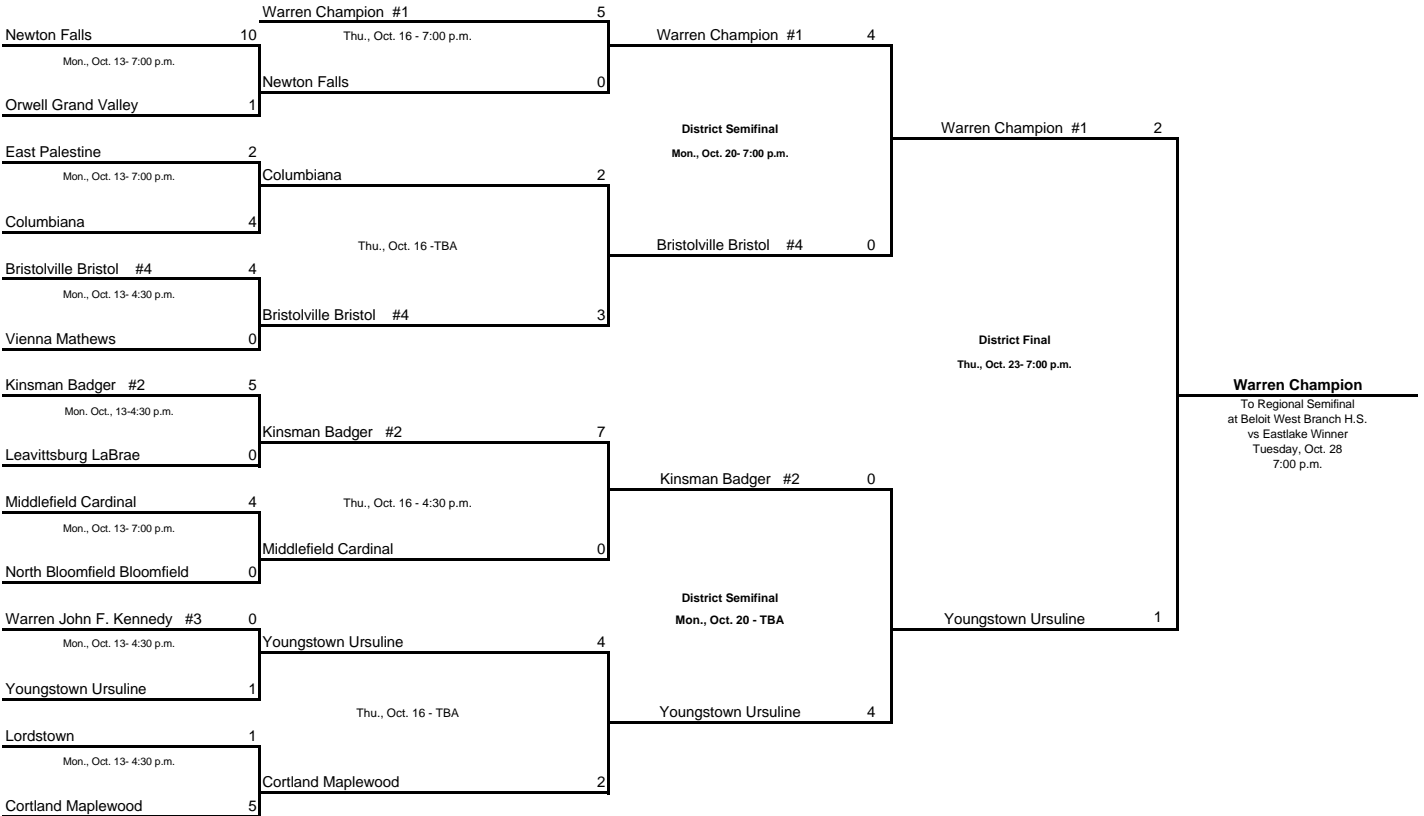 Newton Falls 10
Mon., Oct. 13- 7:00 p.m.
Orwell Grand Valley 1
East Palestine 2
Mon., Oct. 13- 7:00 p.m.
Columbiana 4
Bristolville Bristol #4 4
Mon., Oct. 13- 4:30 p.m.
Vienna Mathews 0
Kinsman Badger #2 5
Mon. Oct., 13-4:30 p.m.
Leavittsburg LaBrae 0
Middlefield Cardinal 4
Mon., Oct. 13- 7:00 p.m.
North Bloomfield Bloomfield 0
Warren John F. Kennedy #3 0
Mon., Oct. 13- 4:30 p.m.
Youngstown Ursuline 1
Lordstown 1
Mon., Oct. 13- 4:30 p.m.
Cortland Maplewood 5
Warren Champion #1 5
Thu., Oct. 16 - 7:00 p.m.
Newton Falls 0
Columbiana 2
Thu., Oct. 16 -TBA
Bristolville Bristol #4 3
Kinsman Badger #2 7
Thu., Oct. 16 - 4:30 p.m.
Middlefield Cardinal 0
Youngstown Ursuline 4
Thu., Oct. 16 - TBA
Cortland Maplewood 2
Warren Champion #1 4
District Semifinal
Mon., Oct. 20- 7:00 p.m.
Bristolville Bristol #4 0
Kinsman Badger #2 0
District Semifinal
Mon., Oct. 20 - TBA
Youngstown Ursuline 4
Warren Champion #1 2
District Final
Thu., Oct. 23- 7:00 p.m.
Youngstown Ursuline 1
Warren Champion
To Regional Semifinal
at Beloit West Branch H.S.
vs Eastlake Winner
Tuesday, Oct. 28
7:00 p.m.